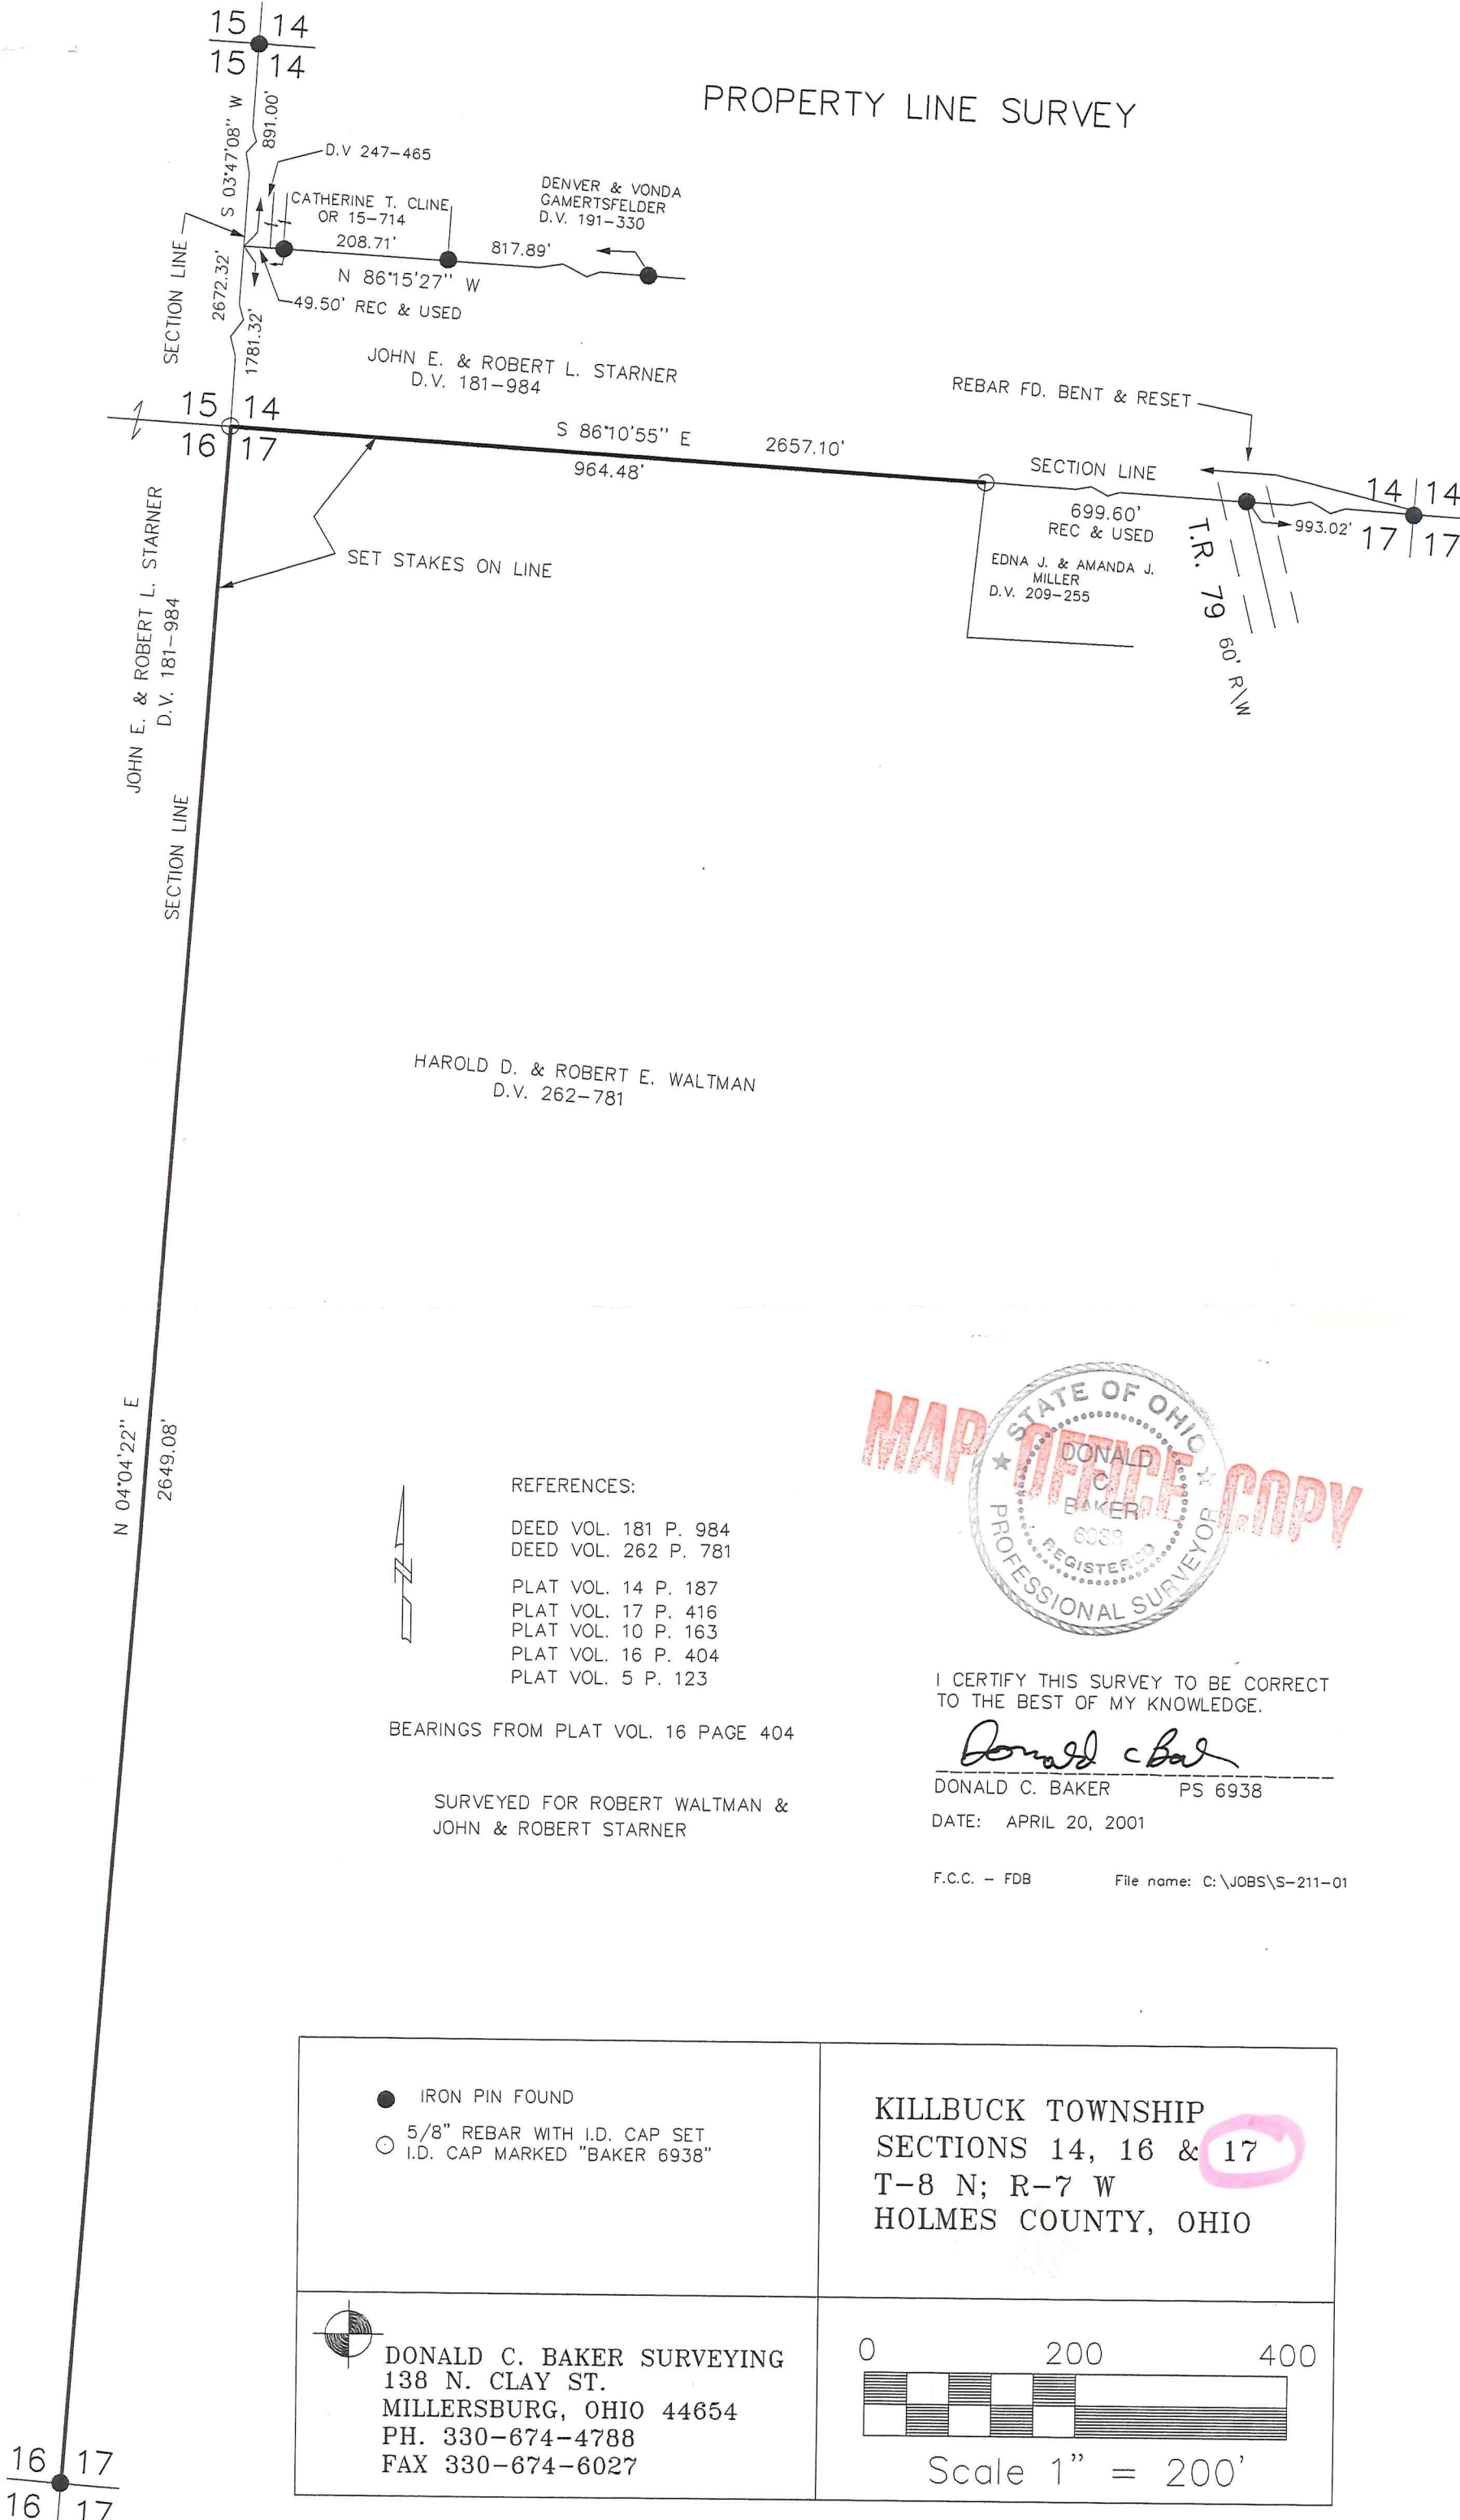 15 14
15 14
PROPERTY LINE SURVEY
S 03°47'08" W
891.00'
D.V 247-465
CATHERINE T. CLINE
OR 15-714
208.71'
DENVER & VONDA
GAMERTSFELDER
D.V. 191-330
817.89'
N 86°15'27" W
49.50' REC & USED
SECTION LINE
2672.32'
1781.32'
JOHN E. & ROBERT L. STARNER
D.V. 181-984
REBAR FD. BENT & RESET
15 14
16 17
S 86°10'55" E
2657.10'
964.48'
SECTION LINE
699.60'
REC & USED
993.02'
14 14
17 17
EDNA J. & AMANDA J.
MILLER
D.V. 209-255
T.R. 79 60' R\W
SET STAKES ON LINE
JOHN E. & ROBERT L. STARNER
D.V. 181-984
SECTION LINE
HAROLD D. & ROBERT E. WALTMAN
D.V. 262-781
N 04°04'22" E
2649.08'
REFERENCES:
DEED VOL. 181 P. 984
DEED VOL. 262 P. 781
PLAT VOL. 14 P. 187
PLAT VOL. 17 P. 416
PLAT VOL. 10 P. 163
PLAT VOL. 16 P. 404
PLAT VOL. 5 P. 123
BEARINGS FROM PLAT VOL. 16 PAGE 404
SURVEYED FOR ROBERT WALTMAN &
JOHN & ROBERT STARNER
MAP OFFICE COPY
STATE OF OHIO
DONALD
C.
BAKER
6938
REGISTERED
PROFESSIONAL SURVEYOR
I CERTIFY THIS SURVEY TO BE CORRECT
TO THE BEST OF MY KNOWLEDGE.
Donald C Bak
DONALD C. BAKER PS 6938
DATE: APRIL 20, 2001
F.C.C. - FDB File name: C:\JOBS\S-211-01
IRON PIN FOUND
5/8" REBAR WITH I.D. CAP SET
I.D. CAP MARKED "BAKER 6938"
KILLBUCK TOWNSHIP
SECTIONS 14, 16 & 17
T-8 N; R-7 W
HOLMES COUNTY, OHIO
DONALD C. BAKER SURVEYING
138 N. CLAY ST.
MILLERSBURG, OHIO 44654
PH. 330-674-4788
FAX 330-674-6027
0 200 400
Scale 1" = 200'
16 17
16 17